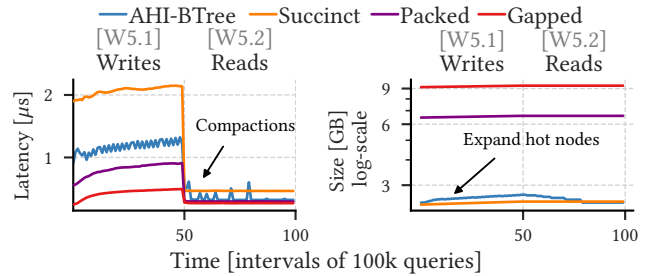 AHI-BTree Succinct Packed Gapped
[W5.1] [W5.2] [W5.1] [W5.2]
Writes Reads Writes Reads
Latency [μs]
2
1
Compactions
50 100
Size [GB]
log-scale
9
6
3
Expand hot nodes
50 100
Time [intervals of 100k queries]